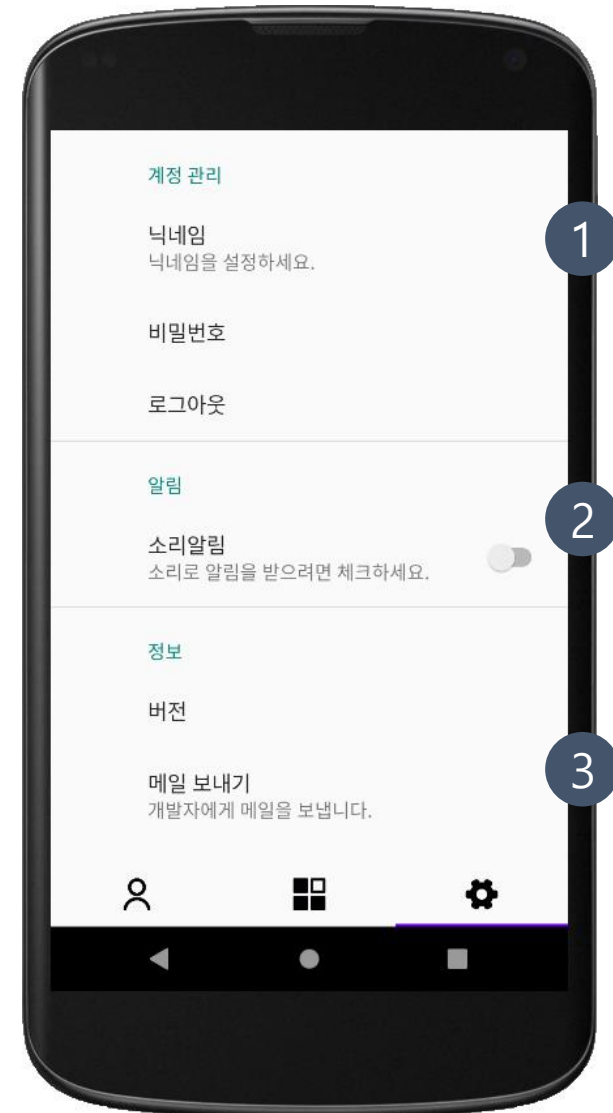 계정 관리
닉네임
닉네임을 설정하세요.
1
비밀번호
로그아웃
알림
2
소리알림
소리로 알림을 받으려면 체크하세요.
정보
버전
3
메일 보내기
개발자에게 메일을 보냅니다.